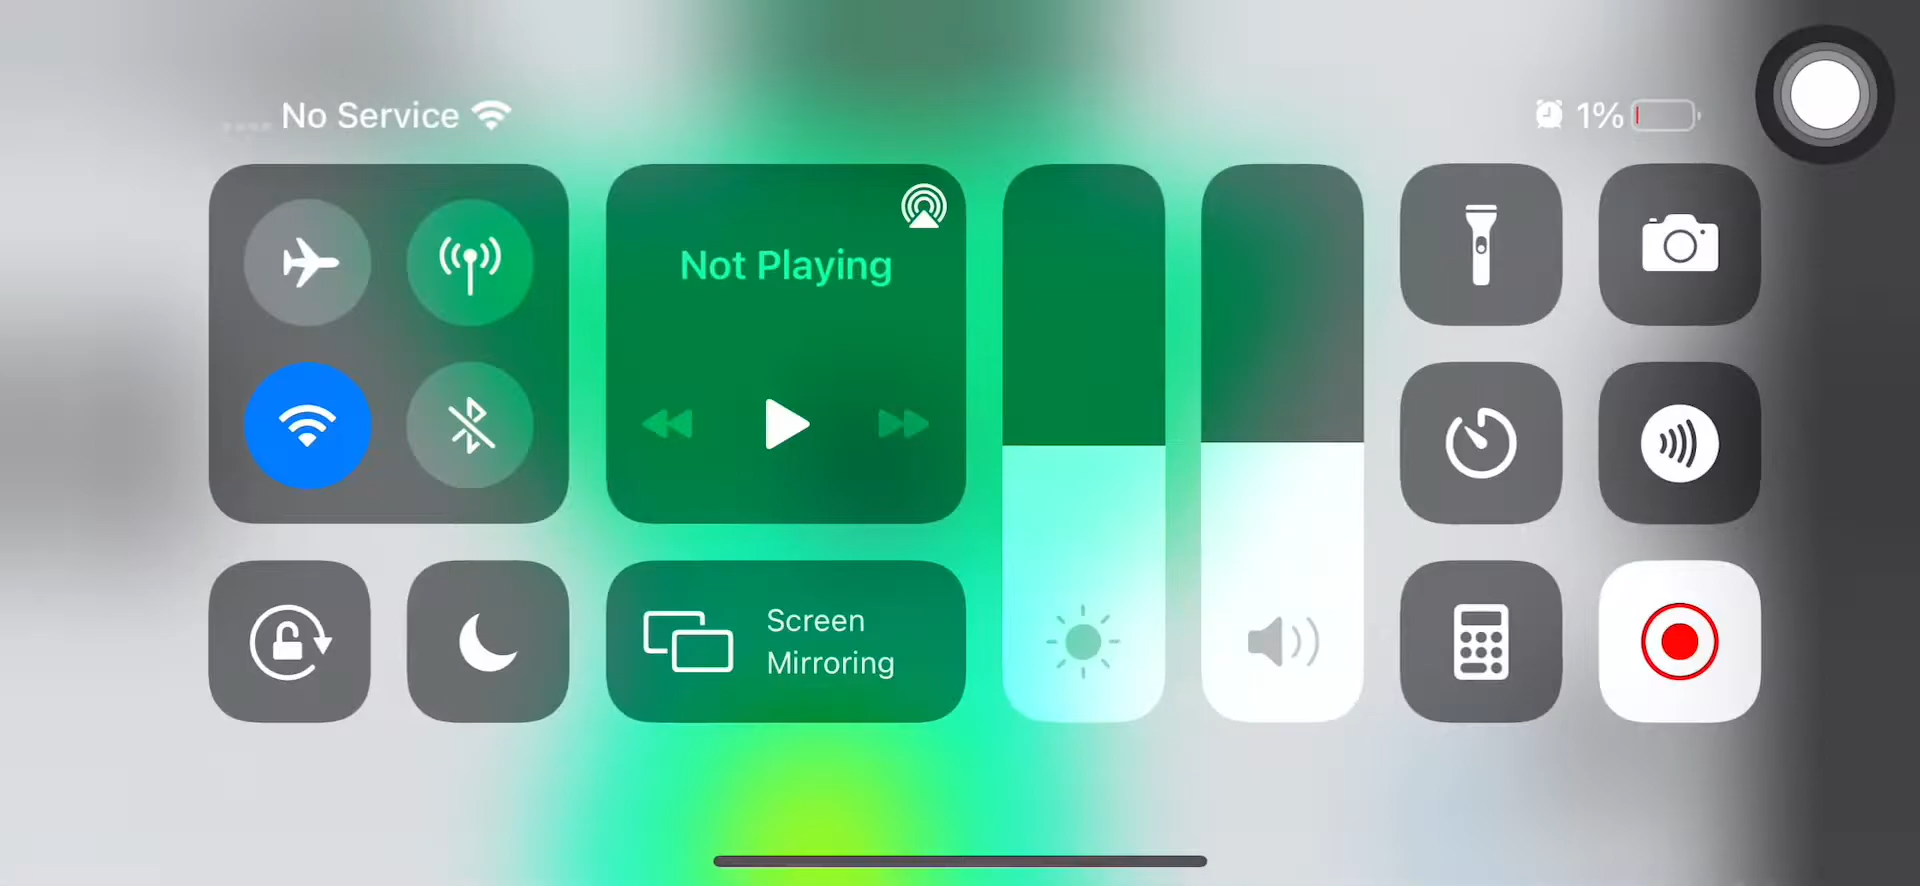 No Service
1%
Not Playing
Screen
Mirroring